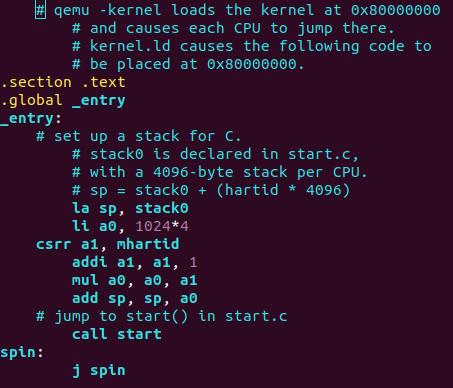 # qemu -kernel loads the kernel at 0x80000000
# and causes each CPU to jump there.
# kernel.ld causes the following code to
# be placed at 0x80000000.
.section .text
.global _entry
_entry:
# set up a stack for C.
# stack0 is declared in start.c,
# with a 4096-byte stack per CPU.
# sp = stack0 + (hartid * 4096)
la sp, stack0
li a0, 1024*4
csrr a1, mhartid
addi a1, a1, 1
mul a0, a0, a1
add sp, sp, a0
# jump to start() in start.c
call start
spin:
j spin